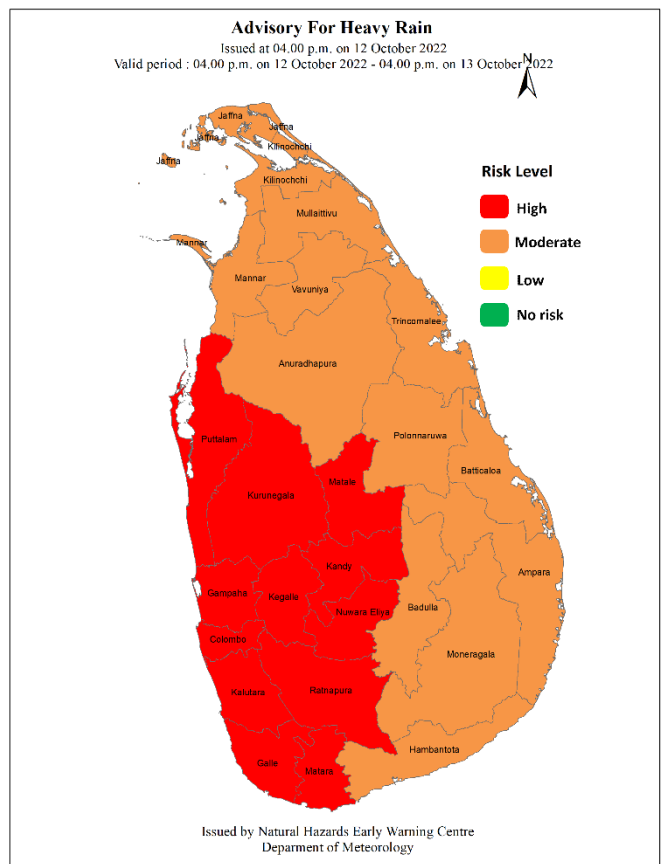 Advisory For Heavy Rain
Issued at 04.00 p.m. on 12 October 2022
Valid period : 04.00 p.m. on 12 October 2022 - 04.00 p.m. on 13 October 2022
N
Jaffna
Jaffna
Jaffna
Kilinochchi
Jaffna
Kilinochchi
Risk Level
High
Moderate
Low
No risk
Mullaittivu
Mannar
Mannar
Vavuniya
Trincomalee
Anuradhapura
Puttalam
Polonnaruwa
Batticaloa
Matale
Kurunegala
Kandy
Ampara
Gampaha
Kegalle
Nuwara Eliya
Badulla
Colombo
Moneragala
Kalutara
Ratnapura
Hambantota
Galle
Matara
Issued by Natural Hazards Early Warning Centre
Deparment of Meteorology